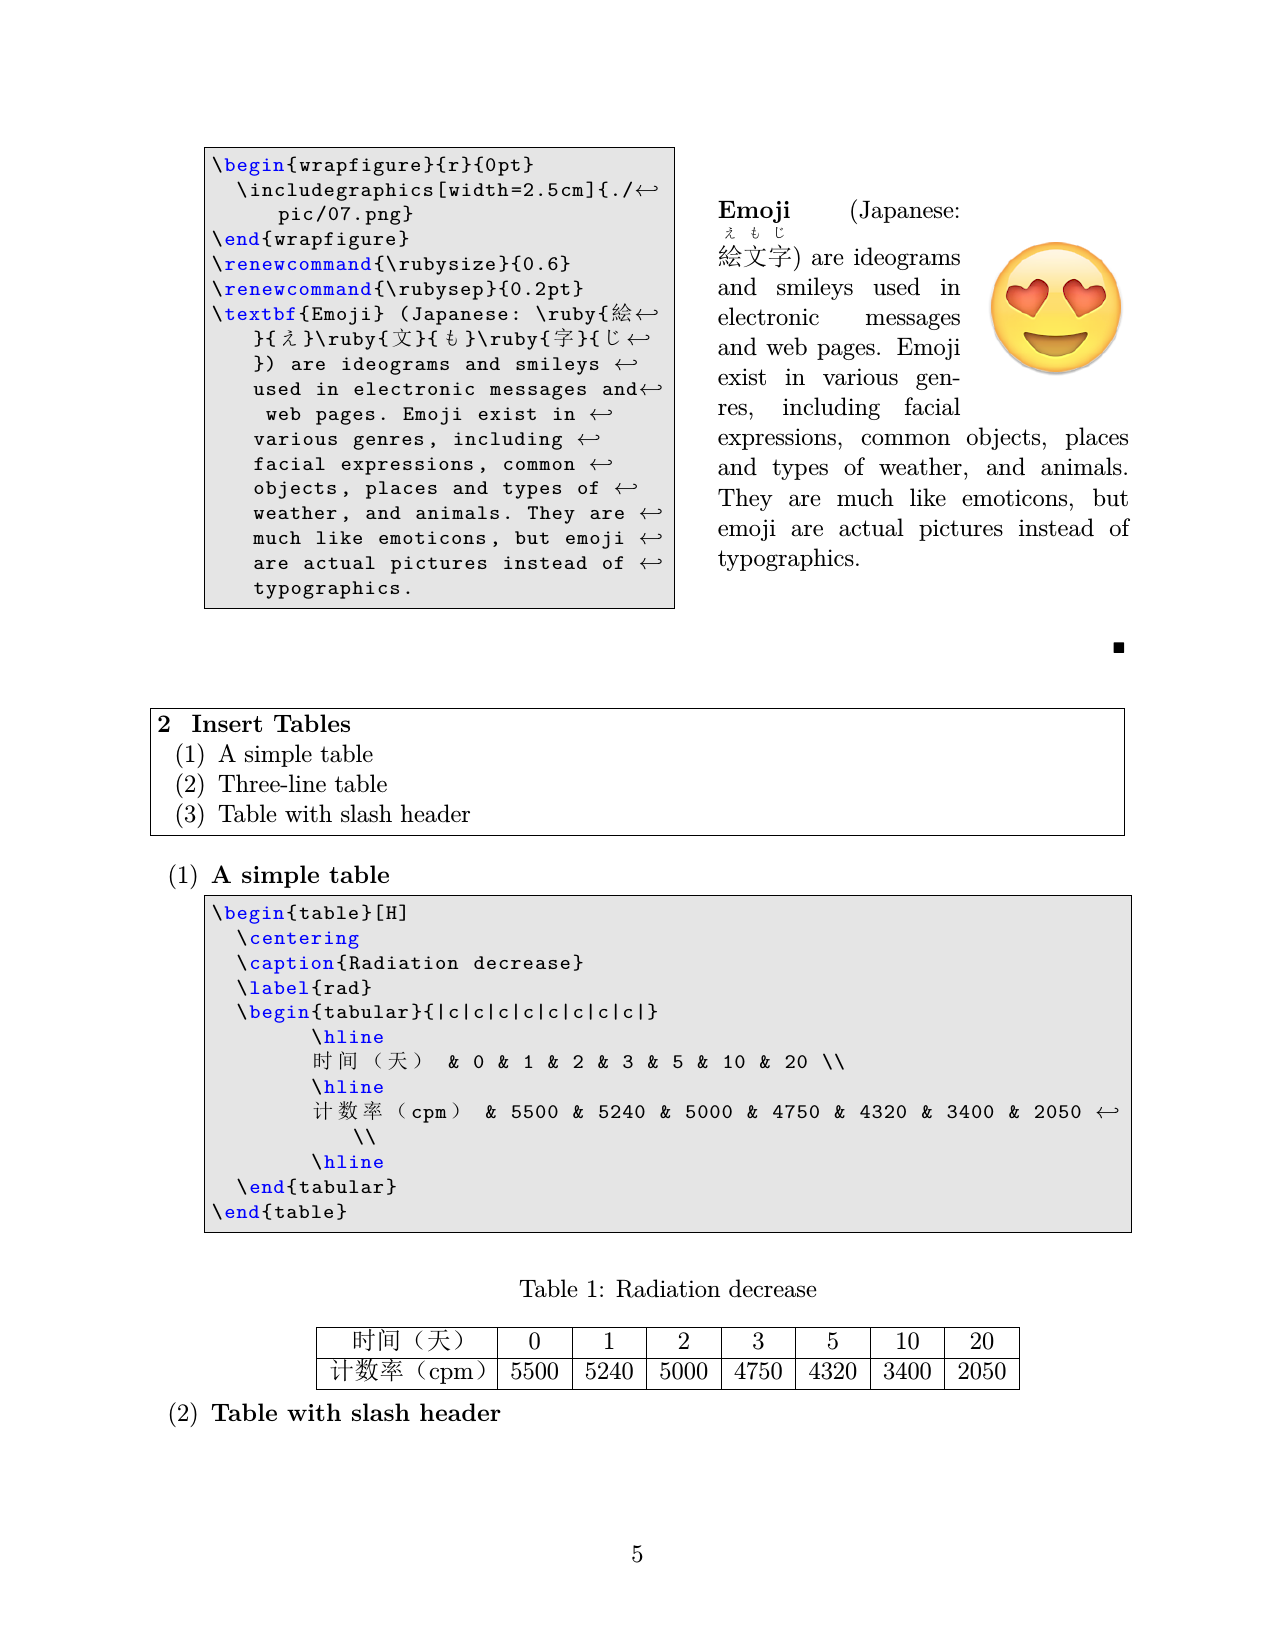 \begin{wrapfigure}{r}{0pt}
\includegraphics[width=2.5cm]{./↩
pic/07.png}
\end{wrapfigure}
\renewcommand{\rubysize}{0.6}
\renewcommand{\rubysep}{0.2pt}
\textbf{Emoji} (Japanese: \ruby{絵↩
}{え}\ruby{文}{も}\ruby{字}{じ↩
}) are ideograms and smileys ↩
used in electronic messages and↩
web pages. Emoji exist in ↩
various genres, including ↩
facial expressions, common ↩
objects, places and types of ↩
weather, and animals. They are ↩
much like emoticons, but emoji ↩
are actual pictures instead of ↩
typographics.
Emoji (Japanese:
えもじ
絵文字) are ideograms
and smileys used in
electronic messages
and web pages. Emoji
exist in various gen-
res, including facial
expressions, common objects, places
and types of weather, and animals.
They are much like emoticons, but
emoji are actual pictures instead of
typographics.
■
2 Insert Tables
(1) A simple table
(2) Three-line table
(3) Table with slash header
(1) A simple table
\begin{table}[H]
\centering
\caption{Radiation decrease}
\label{rad}
\begin{tabular}{|c|c|c|c|c|c|c|c|}
\hline
时间（天） & 0 & 1 & 2 & 3 & 5 & 10 & 20 \\
\hline
计数率（cpm） & 5500 & 5240 & 5000 & 4750 & 4320 & 3400 & 2050 ↩
\\
\hline
\end{tabular}
\end{table}
Table 1: Radiation decrease
时间（天） 0 1 2 3 5 10 20
计数率（cpm） 5500 5240 5000 4750 4320 3400 2050
(2) Table with slash header
5